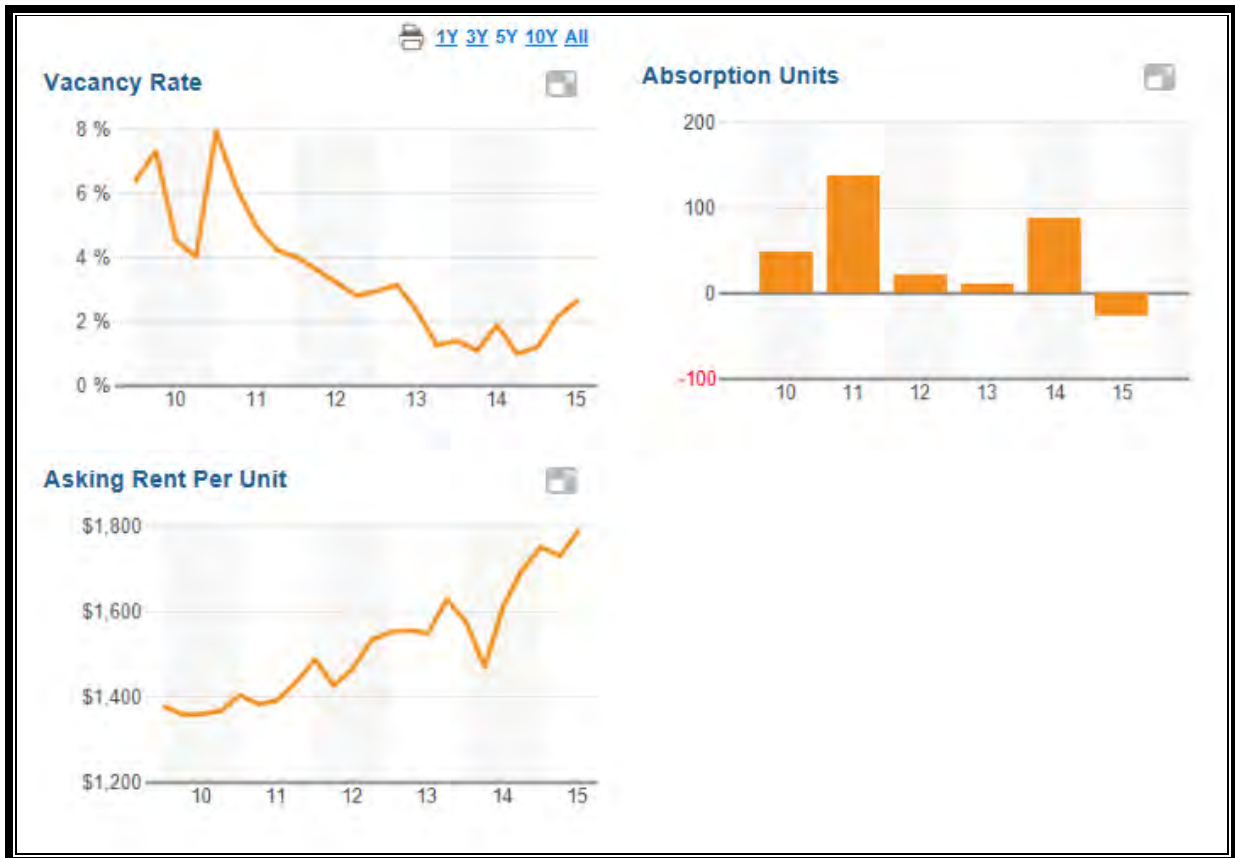 1Y 3Y 5Y 10Y All
Vacancy Rate
8 %
6 %
4 %
2 %
0 %
10 11 12 13 14 15
Absorption Units
200
100
0
-100
10 11 12 13 14 15
Asking Rent Per Unit
$1,800
$1,600
$1,400
$1,200
10 11 12 13 14 15